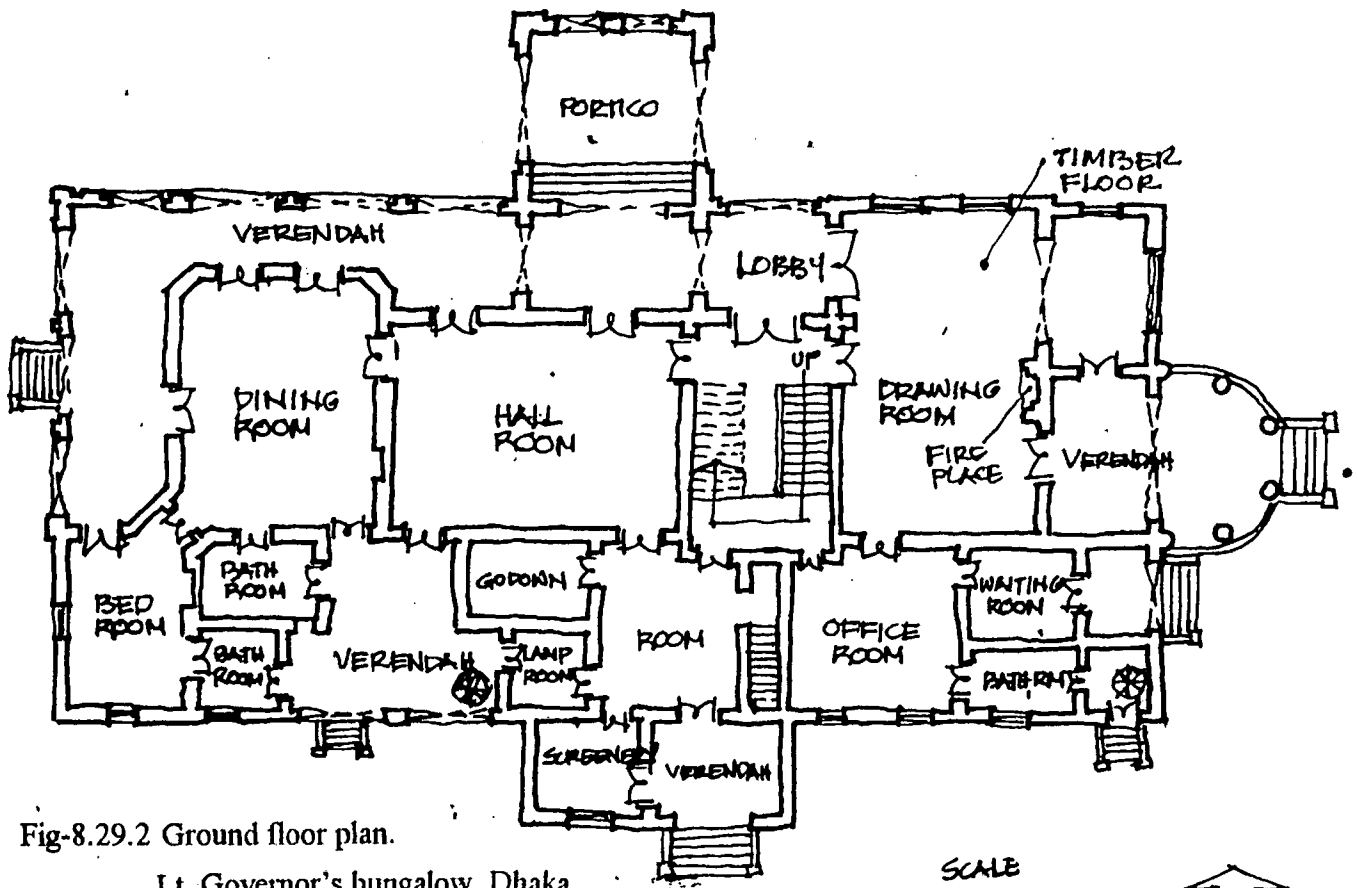 PORTICO
TIMBER
FLOOR
VERENDAH
LOBBY
UP
DINING
ROOM
HALL
ROOM
DRAWING
ROOM
FIRE
PLACE
VERENDAH
BATH
ROOM
GODOWN
WAITING
ROOM
BED
ROOM
BATH
ROOM
VERENDAH
LAMP
ROOM
ROOM
OFFICE
ROOM
BATH RM
SCREENERY
VERENDAH
Fig-8.29.2 Ground floor plan.
Lt. Governor's bungalow, Dhaka
SCALE